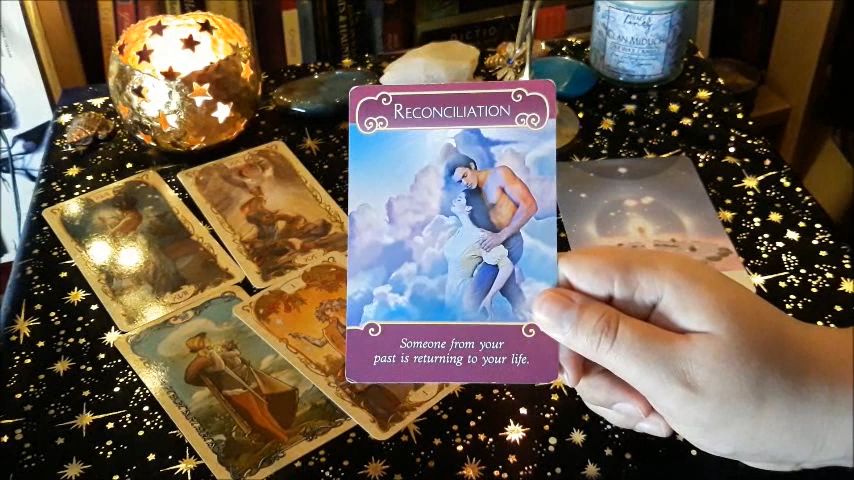 RECONCILIATION
Someone from your
past is returning to your life.